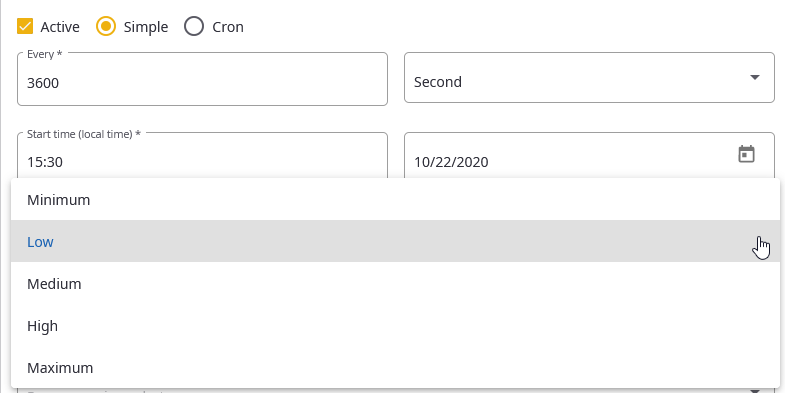 Active Simple Cron
Every *
3600 Second
Start time (local time) *
15:30 10/22/2020
Minimum
Low
Medium
High
Maximum